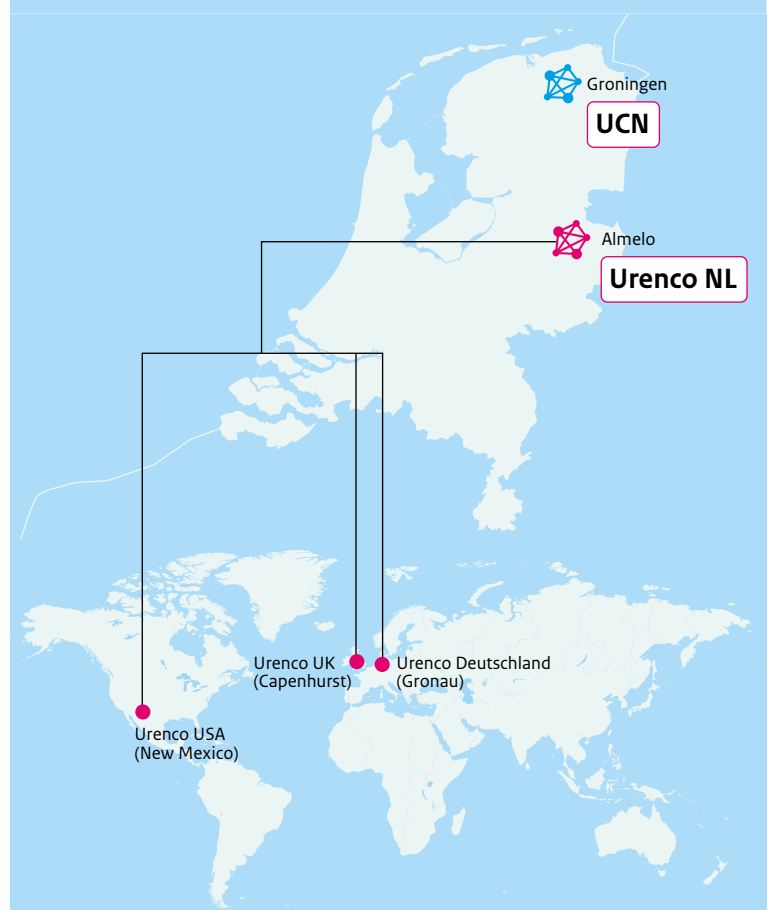 Groningen
UCN
Almelo
Urenco NL
Urenco UK
(Capenhurst)
Urenco Deutschland
(Gronau)
Urenco USA
(New Mexico)